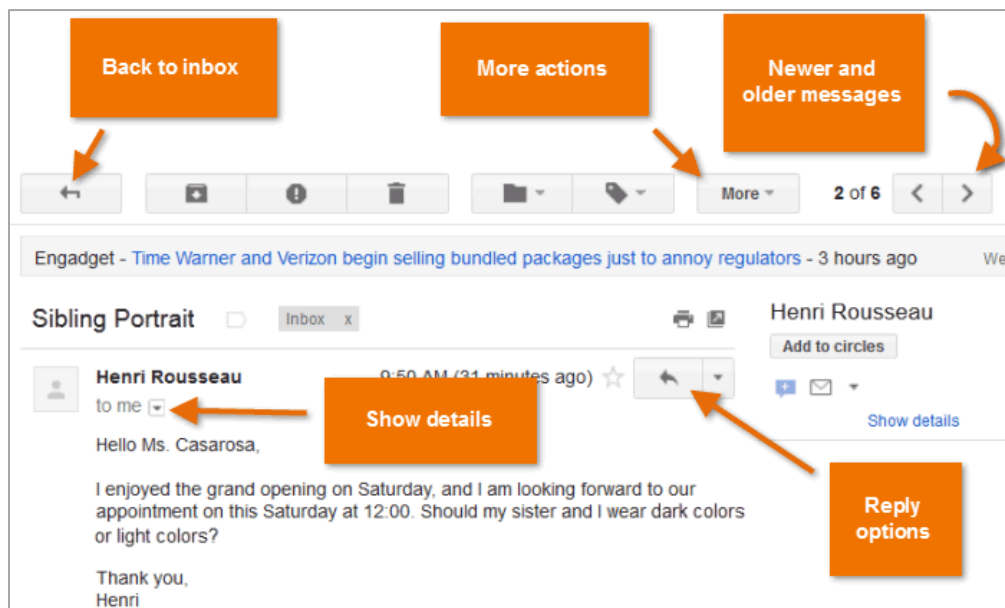 Back to inbox
More actions
Newer and
older messages
More
2 of 6
Engadget - Time Warner and Verizon begin selling bundled packages just to annoy regulators - 3 hours ago
We
Sibling Portrait
Inbox x
Henri Rousseau
Add to circles
Show details
Henri Rousseau
9:50 AM (31 minutes ago)
to me
Show details
Hello Ms. Casarosa,
I enjoyed the grand opening on Saturday, and I am looking forward to our
appointment on this Saturday at 12:00. Should my sister and I wear dark colors
or light colors?
Reply
options
Thank you,
Henri